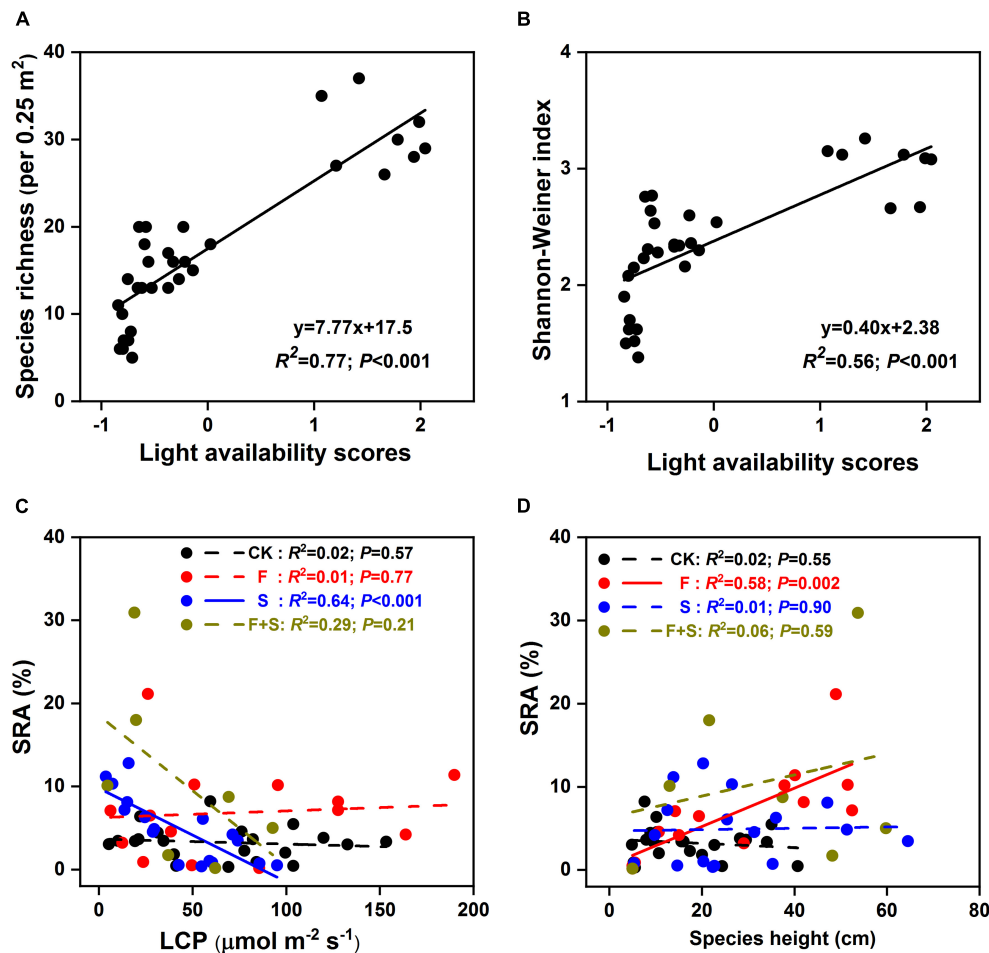 A
Species richness (per 0.25 m²)
40
30
20
10
0
-1 0 1 2
Light availability scores
y=7.77x+17.5
R²=0.77; P<0.001
B
Shannon-Weiner index
4
3
2
1
-1 0 1 2
Light availability scores
y=0.40x+2.38
R²=0.56; P<0.001
C
SRA (%)
40
30
20
10
0
0 50 100 150 200
LCP (μmol m⁻² s⁻¹)
CK : R²=0.02; P=0.57
F : R²=0.01; P=0.77
S : R²=0.64; P<0.001
F+S: R²=0.29; P=0.21
D
SRA (%)
40
30
20
10
0
0 20 40 60 80
Species height (cm)
CK : R²=0.02; P=0.55
F : R²=0.58; P=0.002
S : R²=0.01; P=0.90
F+S: R²=0.06; P=0.59